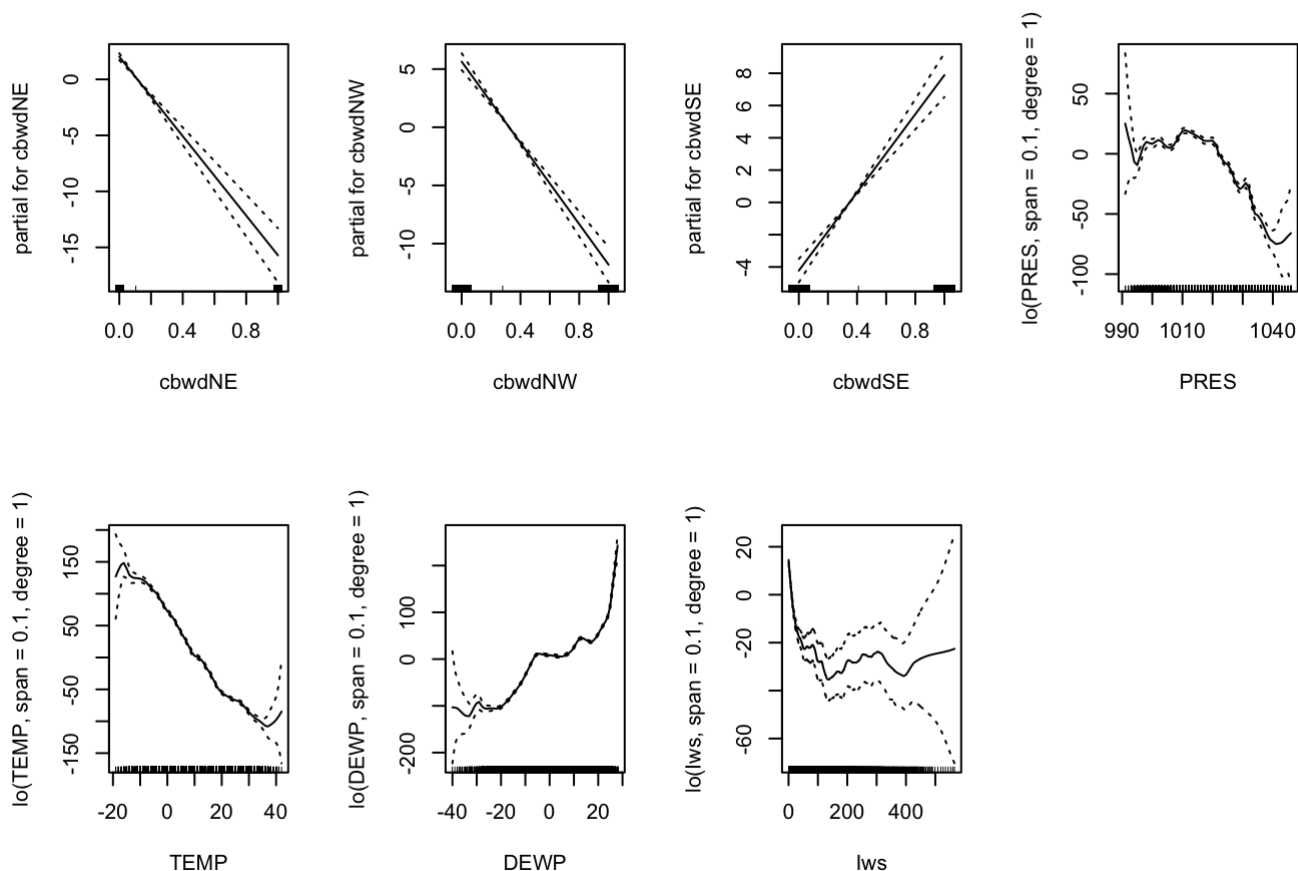 partial for cbwdNE
0
-5
-10
-15
0.0 0.4 0.8
cbwdNE
partial for cbwdNW
5
0
-5
-10
0.0 0.4 0.8
cbwdNW
partial for cbwdSE
8
6
4
2
0
-4
0.0 0.4 0.8
cbwdSE
lo(PRES, span = 0.1, degree = 1)
50
0
-50
-100
990 1010 1040
PRES
lo(TEMP, span = 0.1, degree = 1)
150
50
-50
-150
-20 0 20 40
TEMP
lo(DEWP, span = 0.1, degree = 1)
100
0
-200
-40 -20 0 20
DEWP
lo(Iws, span = 0.1, degree = 1)
20
0
-20
-60
0 200 400
Iws